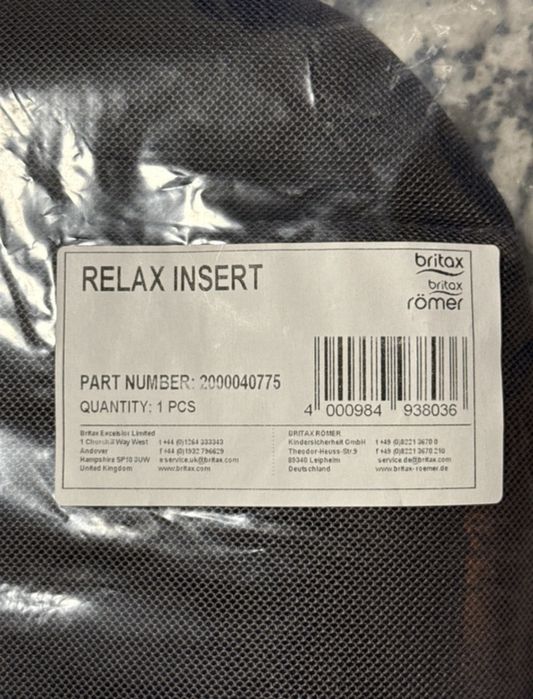 RELAX INSERT
britax
britax
römer
PART NUMBER: 2000040775
QUANTITY: 1 PCS
4 000984 938036
Britax Excelsior Limited
1 Churchill Way West t +44 (0)1264 333343
Andover f +44 (0)1932 796629
Hampshire SP10 3UW e service.uk@britax.com
United Kingdom www.britax.com
BRITAX RÖMER
Kindersicherheit GmbH t +49 (0)8221 3670 0
Theodor-Heuss-Str.9 f +49 (0)8221 3670 210
89340 Leipheim service.de@britax.com
Deutschland www.britax-roemer.de